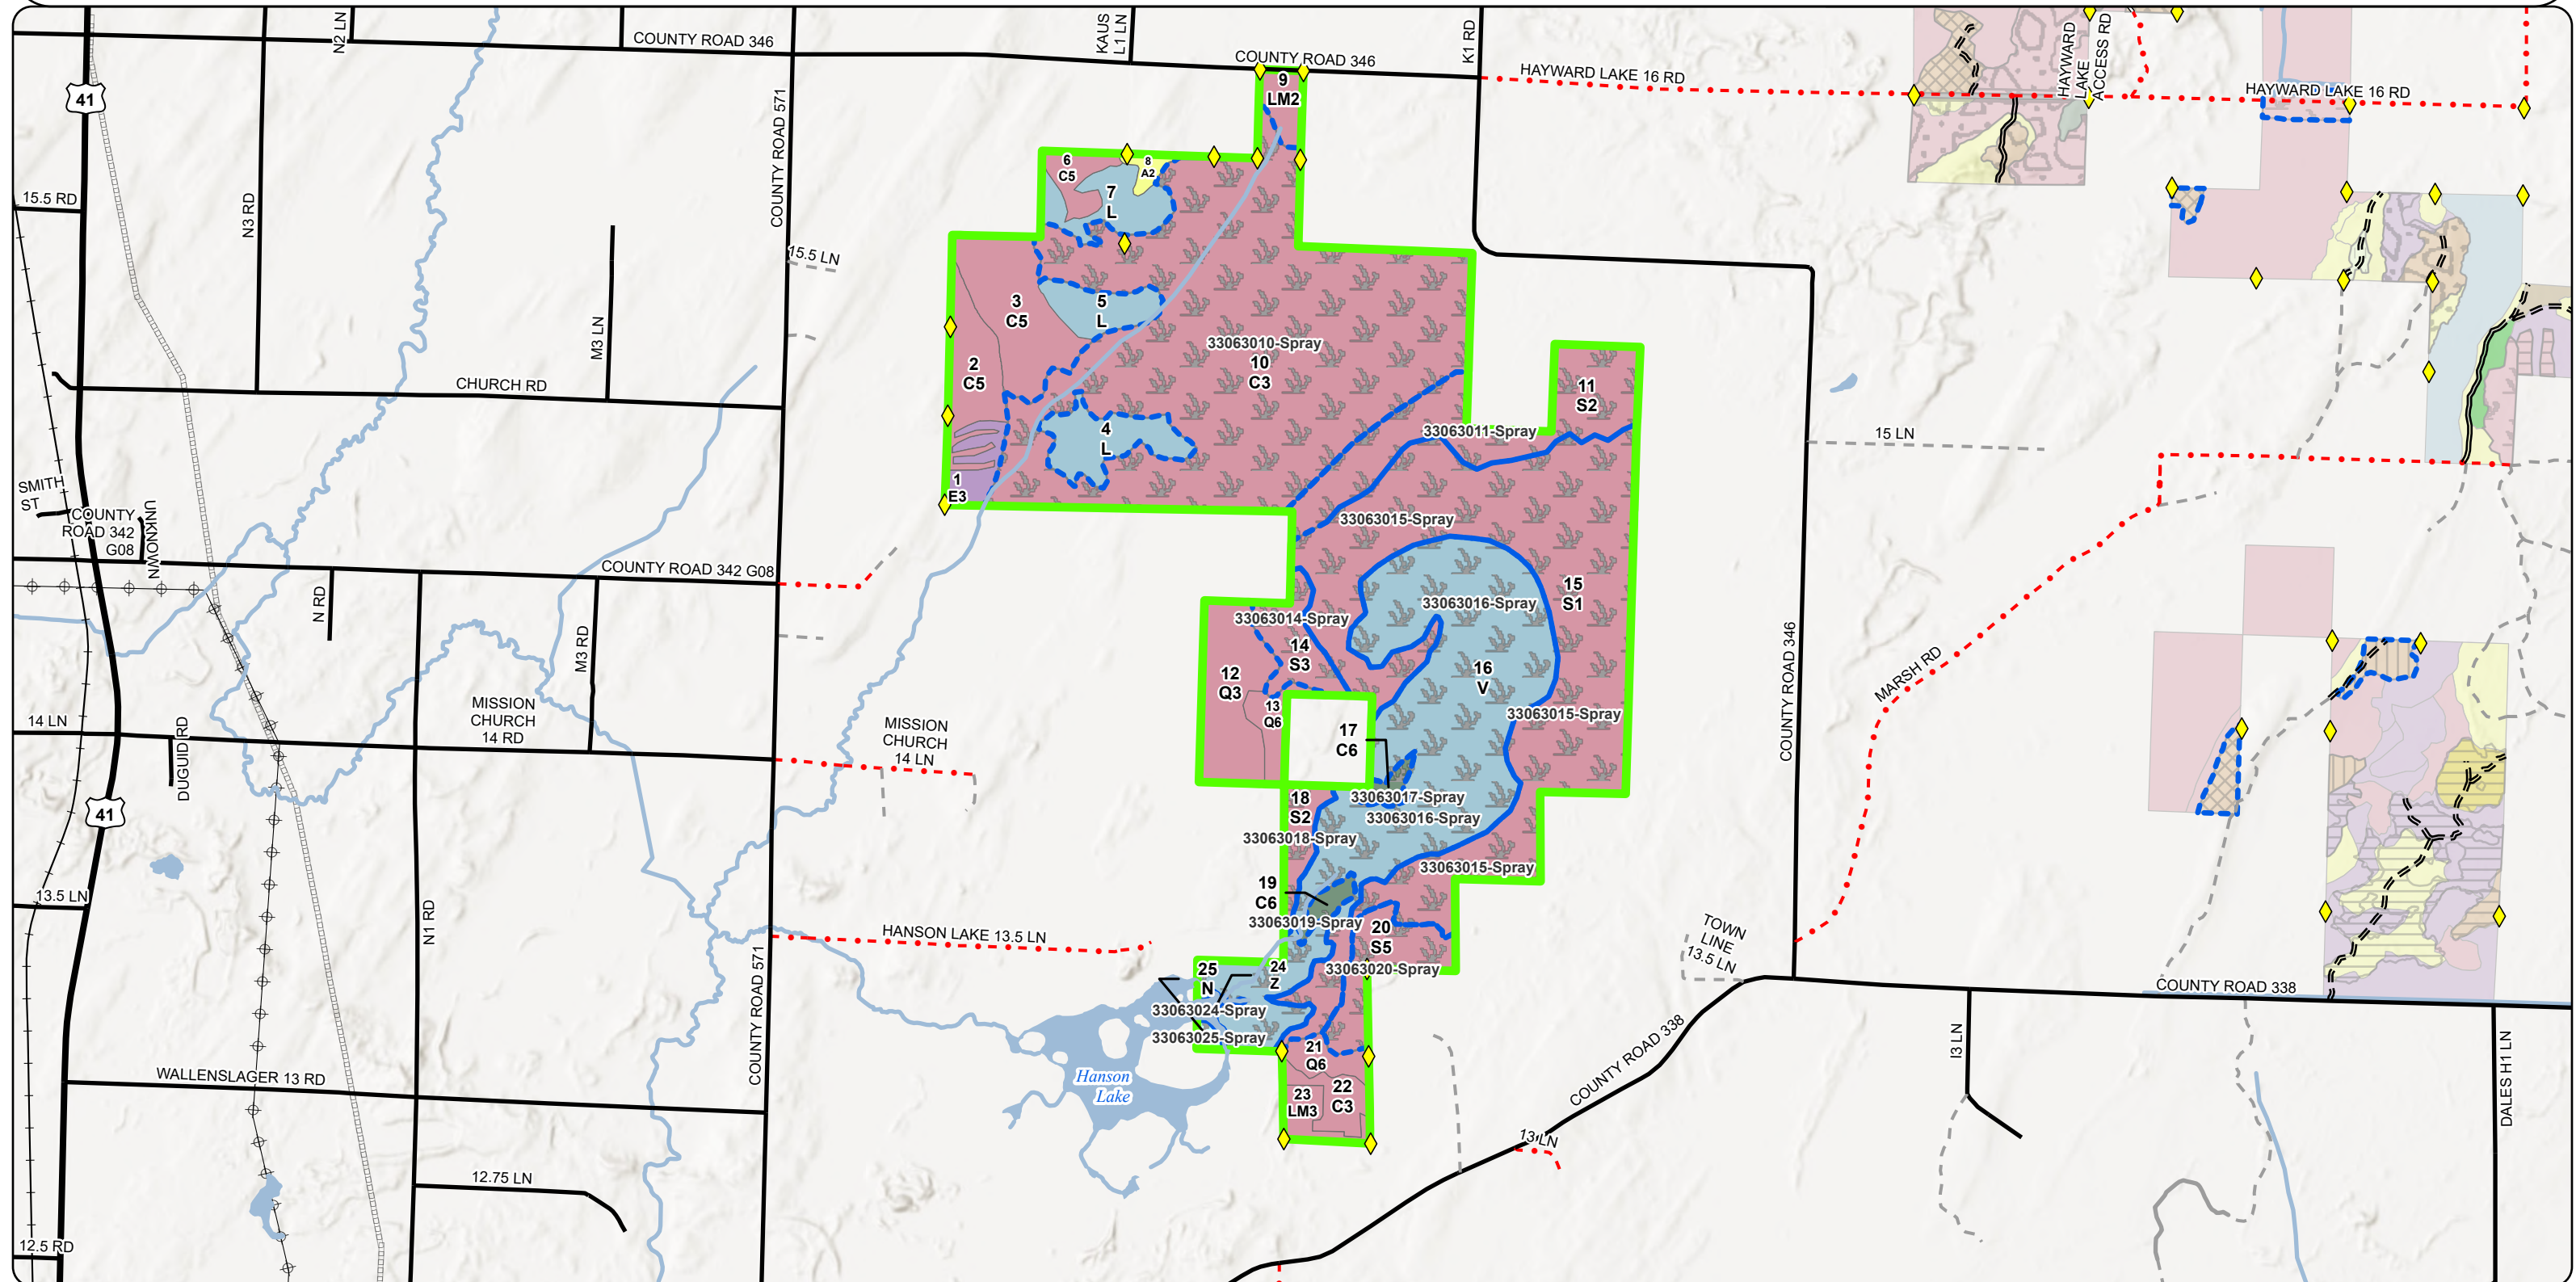 N2 LN
COUNTY ROAD 346
KAUS
L1 LN
COUNTY ROAD 346
K1 RD
HAYWARD LAKE 16 RD
HAYWARD
LAKE
ACCESS RD
HAYWARD LAKE 16 RD
41
9
LM2
COUNTY ROAD 571
6
C5
8
A2
7
L
15.5 RD
N3 RD
15.5 LN
3
C5
5
L
M3 LN
33063010-Spray
10
C3
2
C5
CHURCH RD
11
S2
4
L
33063011-Spray
15 LN
1
E3
SMITH
ST
COUNTY
ROAD 342
G08
UNKNOWN
33063015-Spray
COUNTY ROAD 342 G08
N RD
M3 RD
15
S1
33063016-Spray
33063014-Spray
14
S3
12
Q3
16
V
COUNTY ROAD 346
MARSH RD
13
Q6
33063015-Spray
14 LN
DUGUID RD
MISSION
CHURCH
14 RD
MISSION
CHURCH
14 LN
17
C6
41
18
S2
33063017-Spray
33063016-Spray
33063018-Spray
33063015-Spray
13.5 LN
N1 RD
19
C6
33063019-Spray
20
S5
HANSON LAKE 13.5 LN
TOWN
LINE
13.5 LN
COUNTY ROAD 571
25
N
24
Z
33063020-Spray
COUNTY ROAD 338
33063024-Spray
33063025-Spray
21
Q6
I3 LN
DALES H1 LN
COUNTY ROAD 338
WALLENSLAGER 13 RD
Hanson
Lake
23
LM3
22
C3
13 LN
12.75 LN
12.5 RD